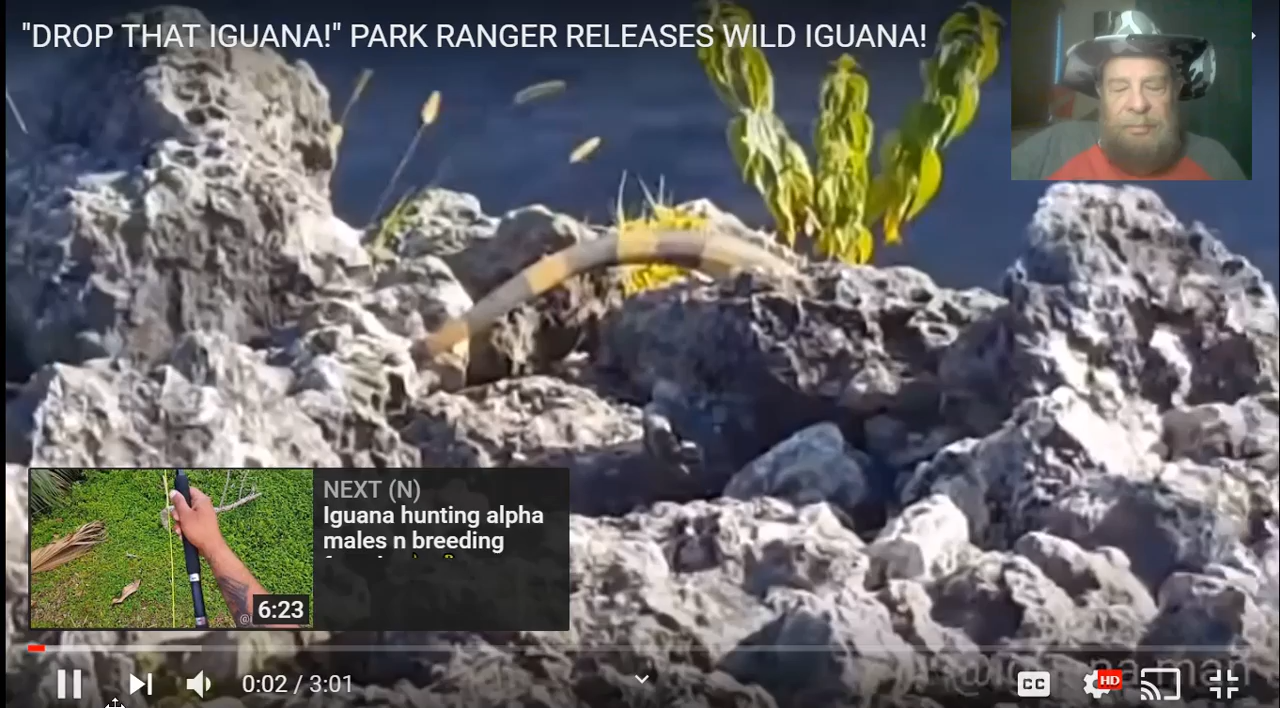 "DROP THAT IGUANA!" PARK RANGER RELEASES WILD IGUANA!
NEXT (N)
Iguana hunting alpha
males n breeding
6:23
0:02 / 3:01
CC
HD